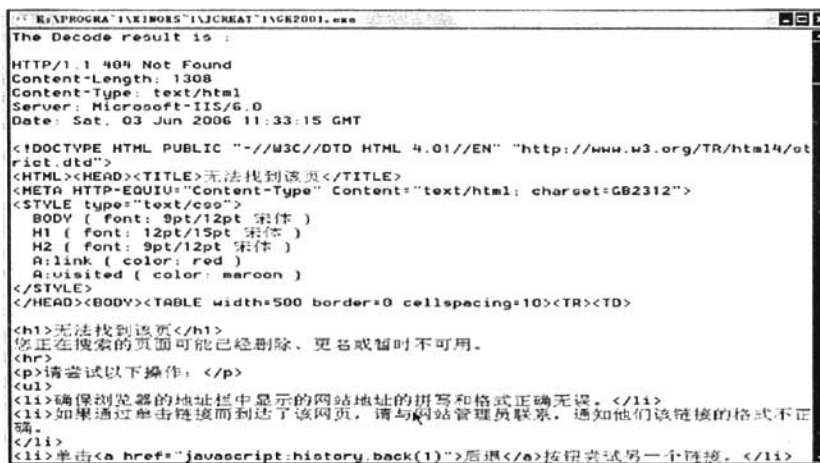 E:\PROGRA~1\XINOXS~1\JCREAT~1\GE2001.exe
The Decode result is :
HTTP/1.1 404 Not Found
Content-Length: 1308
Content-Type: text/html
Server: Microsoft-IIS/6.0
Date: Sat, 03 Jun 2006 11:33:15 GMT
<!DOCTYPE HTML PUBLIC "-//W3C//DTD HTML 4.01//EN" "http://www.w3.org/TR/html4/st
rict.dtd">
<HTML><HEAD><TITLE>无法找到该页</TITLE>
<META HTTP-EQUIV="Content-Type" Content="text/html; charset=GB2312">
<STYLE type="text/css">
BODY { font: 9pt/12pt 宋体 }
H1 { font: 12pt/15pt 宋体 }
H2 { font: 9pt/12pt 宋体 }
A:link { color: red }
A:visited { color: maroon }
</STYLE>
</HEAD><BODY><TABLE width=500 border=0 cellspacing=10><TR><TD>
<h1>无法找到该页</h1>
您正在搜索的页面可能已经删除、更名或暂时不可用。
<hr>
<p>请尝试以下操作：</p>
<ul>
<li>确保浏览器的地址栏中显示的网站地址的拼写和格式正确无误。</li>
<li>如果通过单击链接而到达了该网页，请与网站管理员联系，通知他们该链接的格式不正
确。
</li>
<li>单击<a href="javascript:history.back(1)">后退</a>按钮尝试另一个链接。</li>